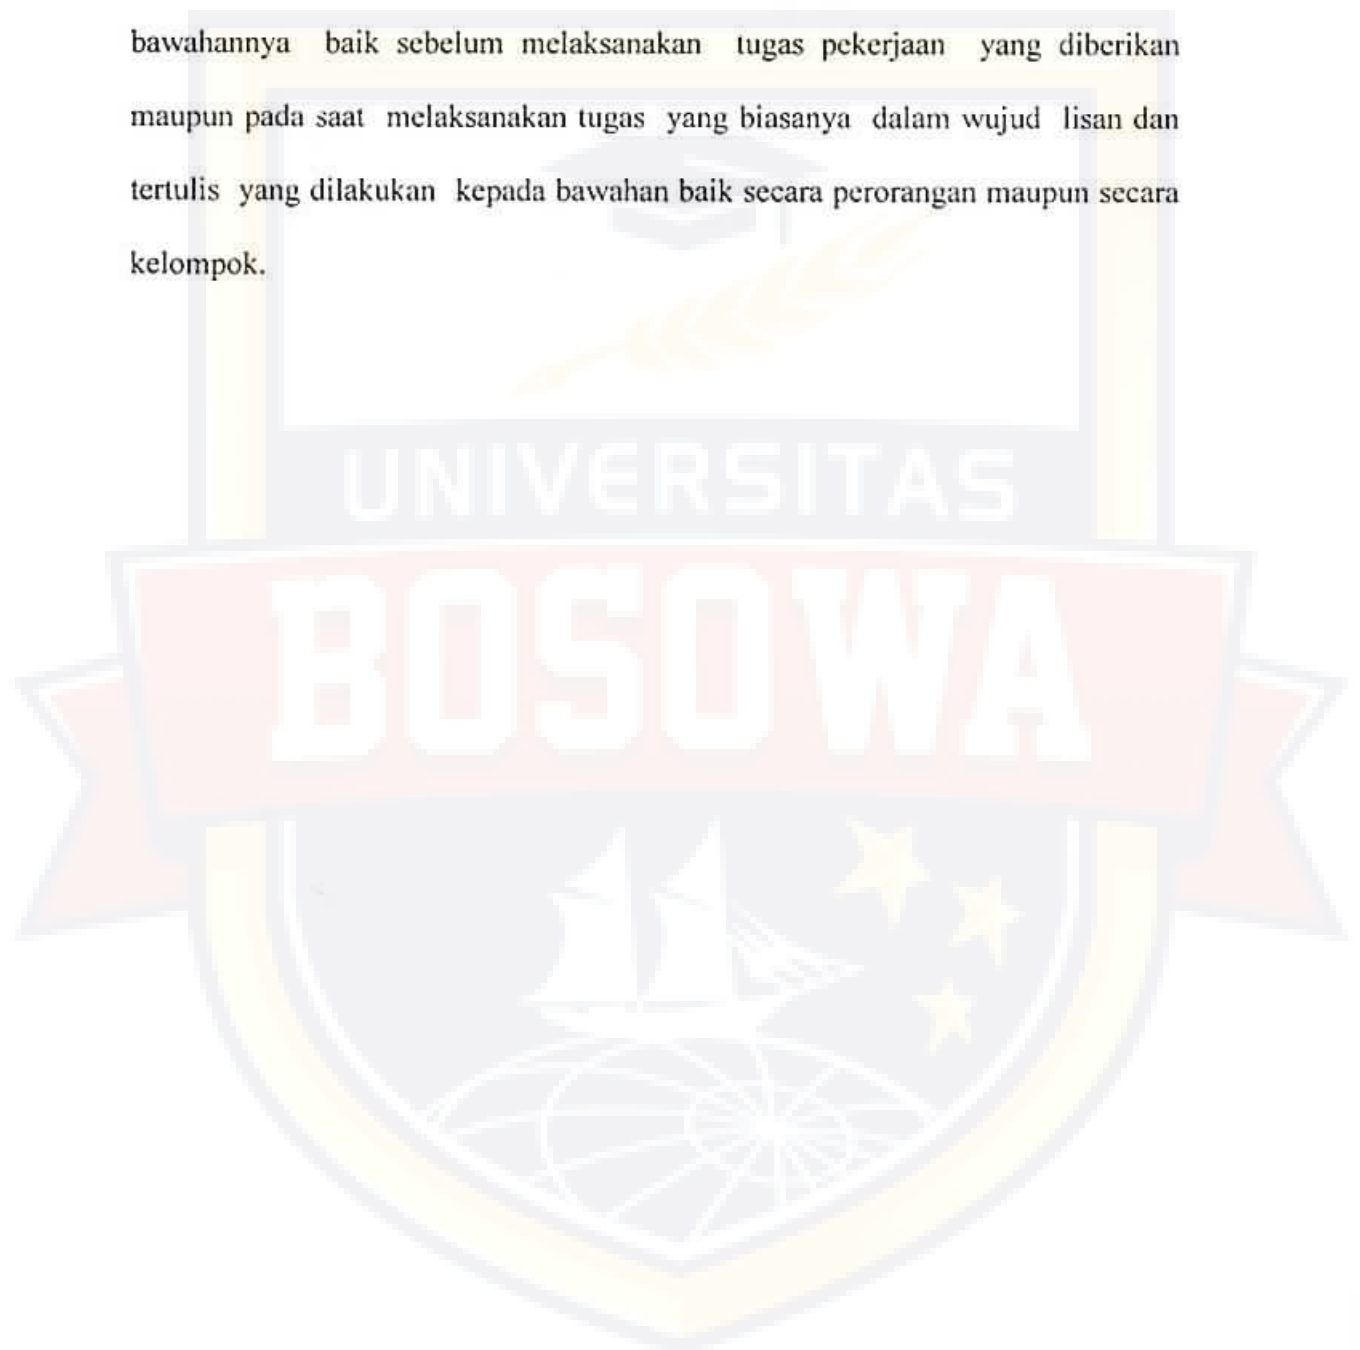 bawahannya baik sebelum melaksanakan tugas pekerjaan yang diberikan
maupun pada saat melaksanakan tugas yang biasanya dalam wujud lisan dan
tertulis yang dilakukan kepada bawahan baik secara perorangan maupun secara
kelompok.
UNIVERSITAS
BOSOWA